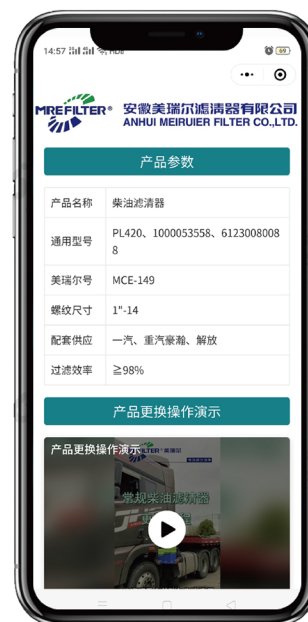 14:57
69
MREFILTER® 安徽美瑞尔滤清器有限公司
ANHUI MEIRUIER FILTER CO.,LTD.
产品参数
产品名称 柴油滤清器
通用型号 PL420、1000053558、6123008008
8
美瑞尔号 MCE-149
螺纹尺寸 1"-14
配套供应 一汽、重汽豪瀚、解放
过滤效率 ≧98%
产品更换操作演示
产品更换操作演示
常规柴油滤清器